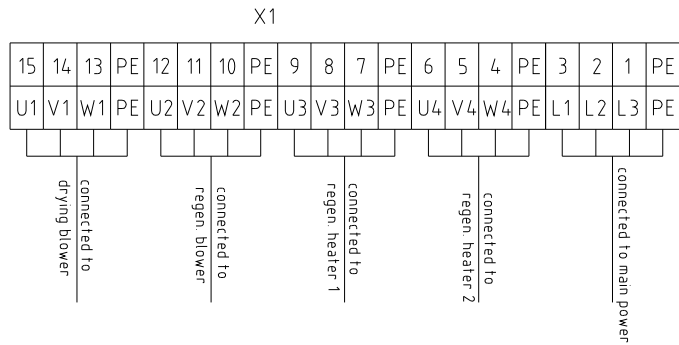 X1
15 14 13 PE 12 11 10 PE 9 8 7 PE 6 5 4 PE 3 2 1 PE
U1 V1 W1 PE U2 V2 W2 PE U3 V3 W3 PE U4 V4 W4 PE L1 L2 L3 PE
connected to
drying blower
connected to
regen. blower
connected to
regen. heater 1
connected to
regen. heater 2
connected to main power